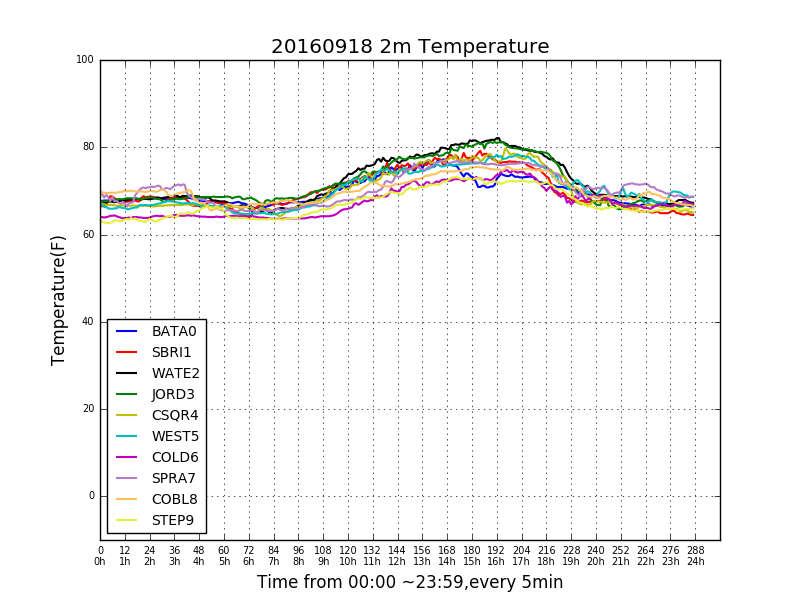 20160918 2m Temperature
100
80
60
40
20
0
Temperature(F)
BATA0
SBRI1
WATE2
JORD3
CSQR4
WEST5
COLD6
SPRA7
COBL8
STEP9
0 12 24 36 48 60 72 84 96 108 120 132 144 156 168 180 192 204 216 228 240 252 264 276 288
0h 1h 2h 3h 4h 5h 6h 7h 8h 9h 10h 11h 12h 13h 14h 15h 16h 17h 18h 19h 20h 21h 22h 23h 24h
Time from 00:00 ~23:59,every 5min